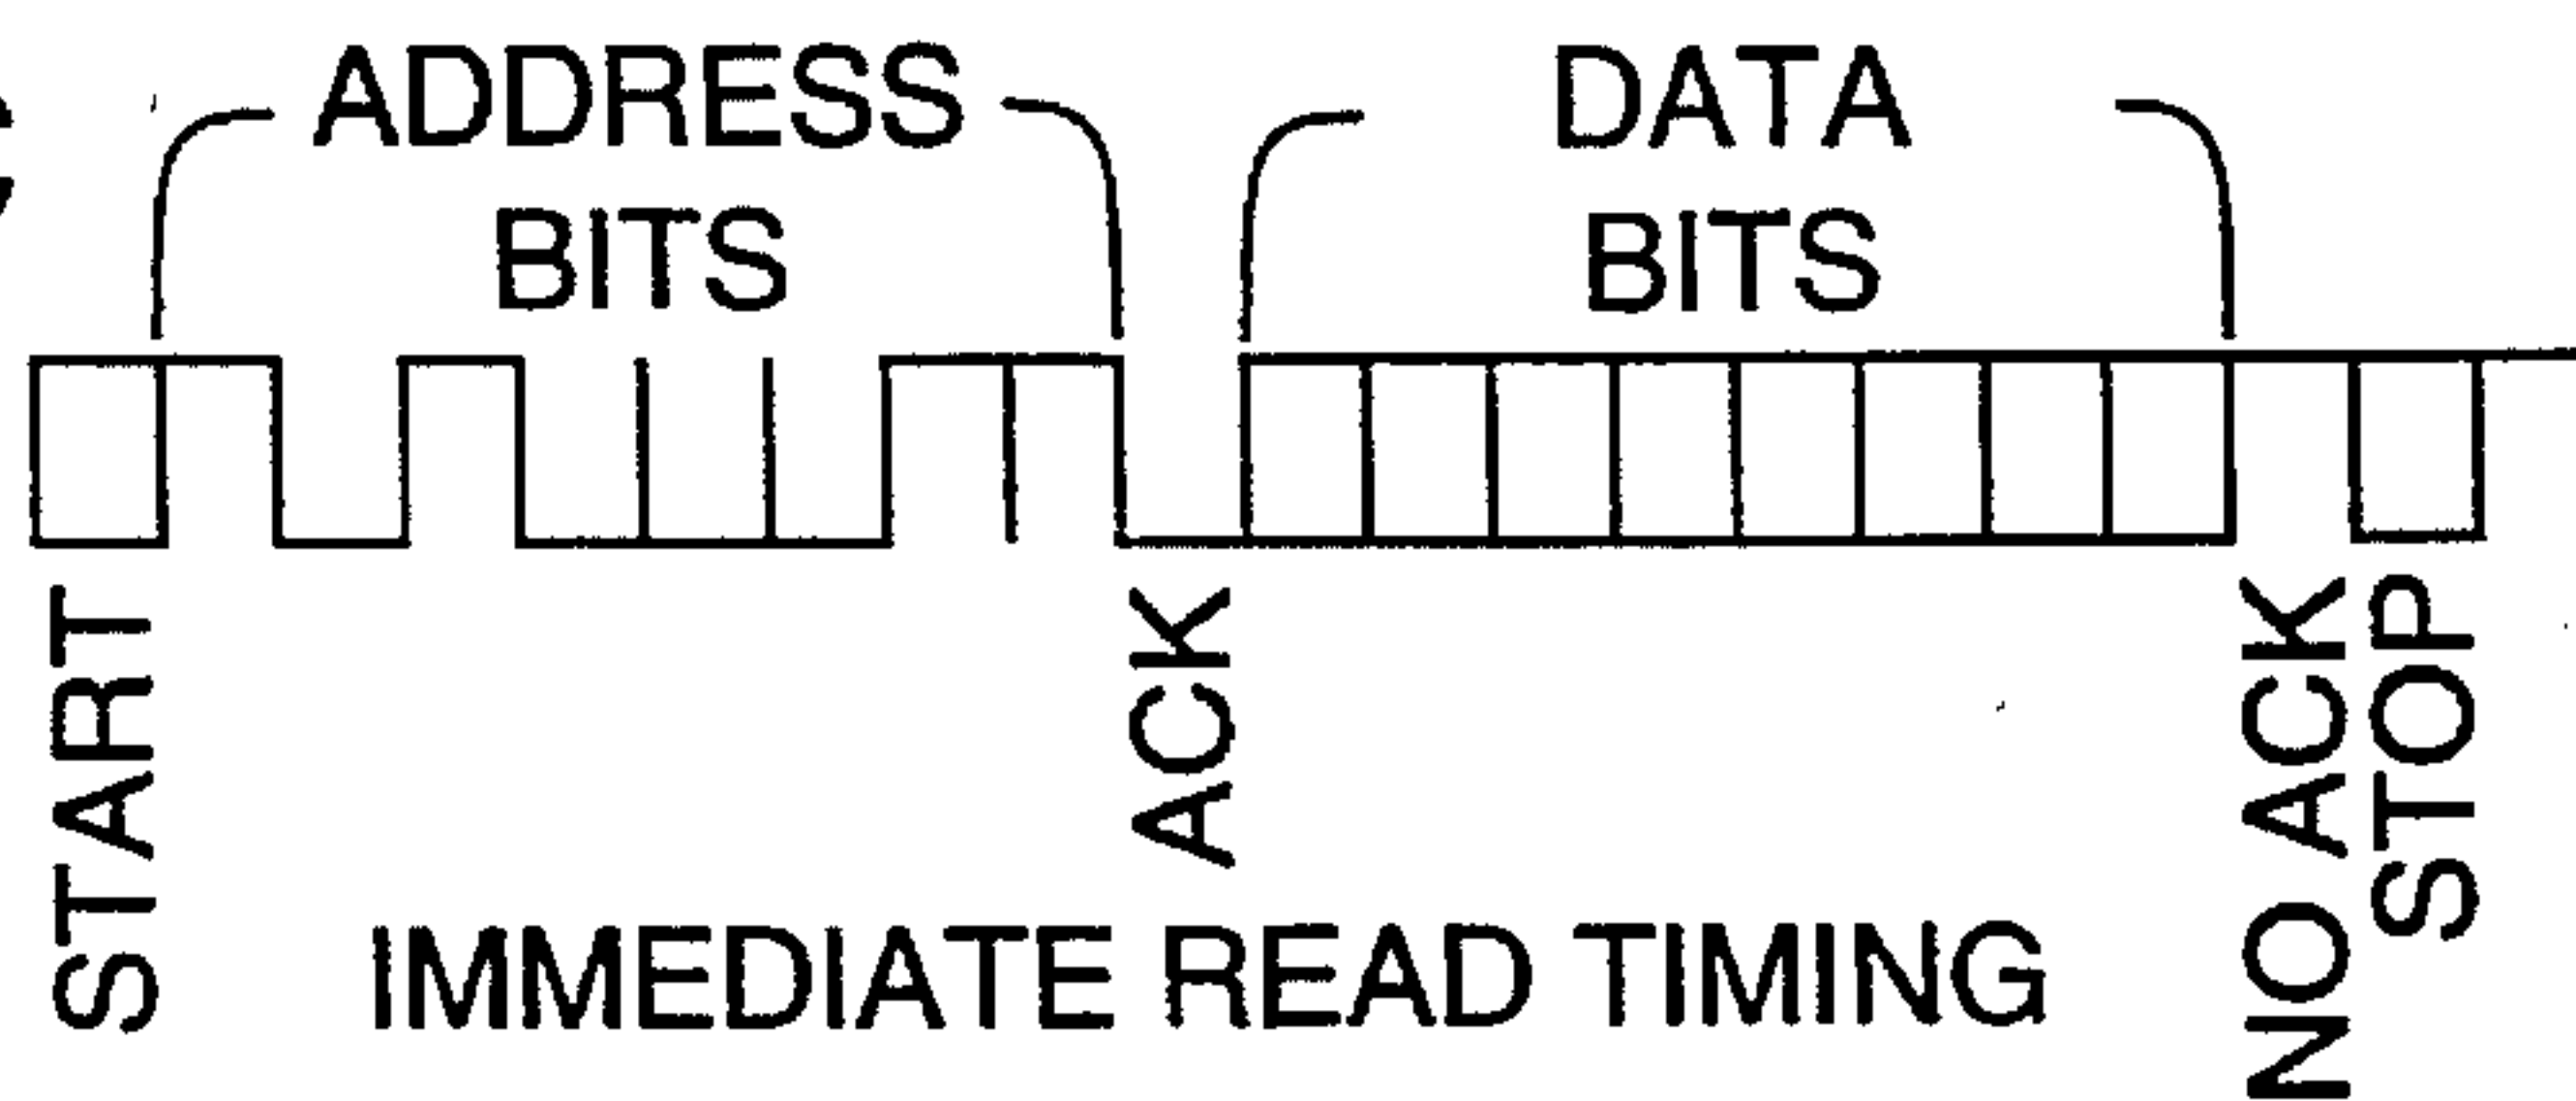 ADDRESS
BITS
DATA
BITS
START
ACK
NO ACK
STOP
IMMEDIATE READ TIMING